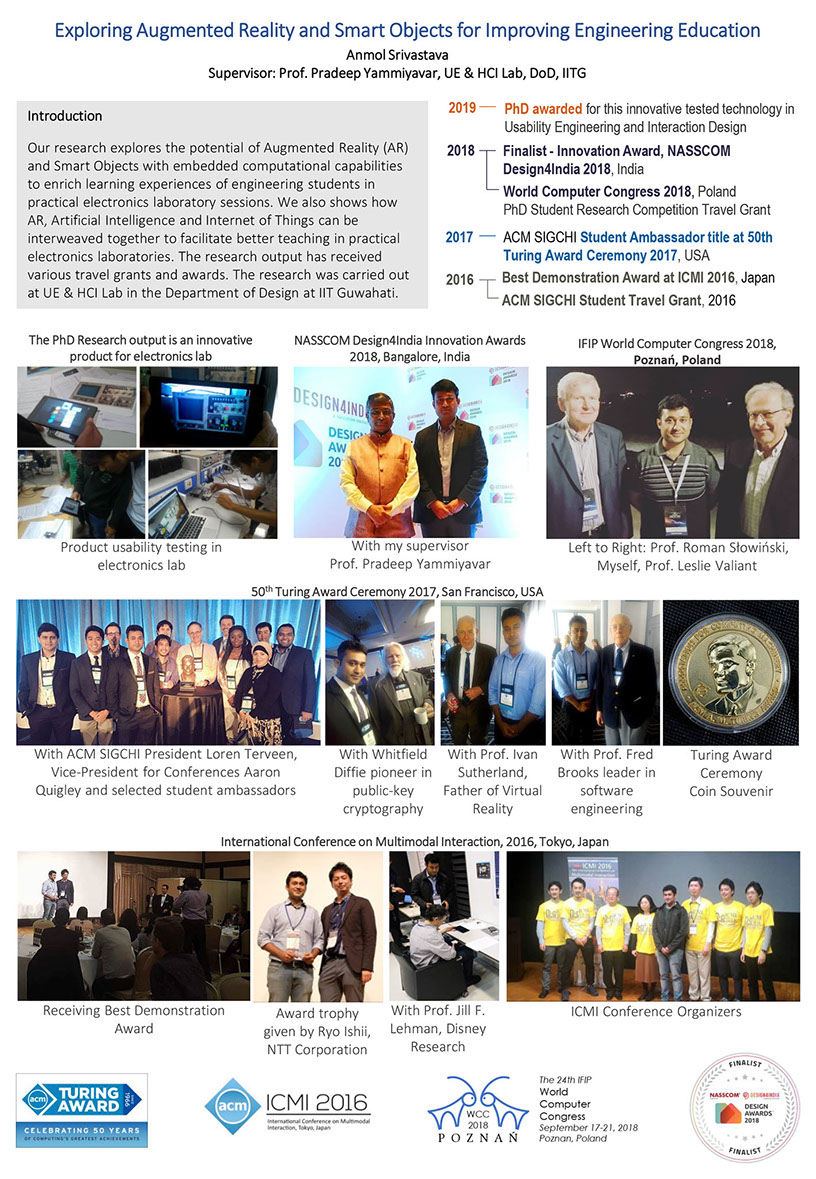 Exploring Augmented Reality and Smart Objects for Improving Engineering Education
Anmol Srivastava
Supervisor: Prof. Pradeep Yammiyavar, UE & HCI Lab, DoD, IITG
Introduction
Our research explores the potential of Augmented Reality (AR)
and Smart Objects with embedded computational capabilities
to enrich learning experiences of engineering students in
practical electronics laboratory sessions. We also shows how
AR, Artificial Intelligence and Internet of Things can be
interweaved together to facilitate better teaching in practical
electronics laboratories. The research output has received
various travel grants and awards. The research was carried out
at UE & HCI Lab in the Department of Design at IIT Guwahati.
2019
PhD awarded for this innovative tested technology in
Usability Engineering and Interaction Design
2018
Finalist - Innovation Award, NASSCOM
Design4India 2018, India
World Computer Congress 2018, Poland
PhD Student Research Competition Travel Grant
2017
ACM SIGCHI Student Ambassador title at 50th
Turing Award Ceremony 2017, USA
2016
Best Demonstration Award at ICMI 2016, Japan
ACM SIGCHI Student Travel Grant, 2016
The PhD Research output is an innovative
product for electronics lab
Product usability testing in
electronics lab
NASSCOM Design4India Innovation Awards
2018, Bangalore, India
DESIGN4INDI
DESIG
AW
201
With my supervisor
Prof. Pradeep Yammiyavar
IFIP World Computer Congress 2018,
Poznań, Poland
Left to Right: Prof. Roman Słowiński,
Myself, Prof. Leslie Valiant
50th Turing Award Ceremony 2017, San Francisco, USA
With ACM SIGCHI President Loren Terveen,
Vice-President for Conferences Aaron
Quigley and selected student ambassadors
With Whitfield
Diffie pioneer in
public-key
cryptography
With Prof. Ivan
Sutherland,
Father of Virtual
Reality
With Prof. Fred
Brooks leader in
software
engineering
Turing Award
Ceremony
Coin Souvenir
International Conference on Multimodal Interaction, 2016, Tokyo, Japan
Receiving Best Demonstration
Award
Award trophy
given by Ryo Ishii,
NTT Corporation
With Prof. Jill F.
Lehman, Disney
Research
ICMI 2016
ICMI Conference Organizers
acm TURING AWARD 1966
CELEBRATING 50 YEARS
OF COMPUTING'S GREATEST ACHIEVEMENTS
acm ICMI 2016
International Conference on Multimodal
Interaction, Tokyo, Japan
WCC
2018
POZNAŃ
The 24th IFIP
World
Computer
Congress
September 17-21, 2018
Poznan, Poland
FINALIST
NASSCOM DESIGN4INDIA
DESIGN
AWARDS
2018
FINALIST